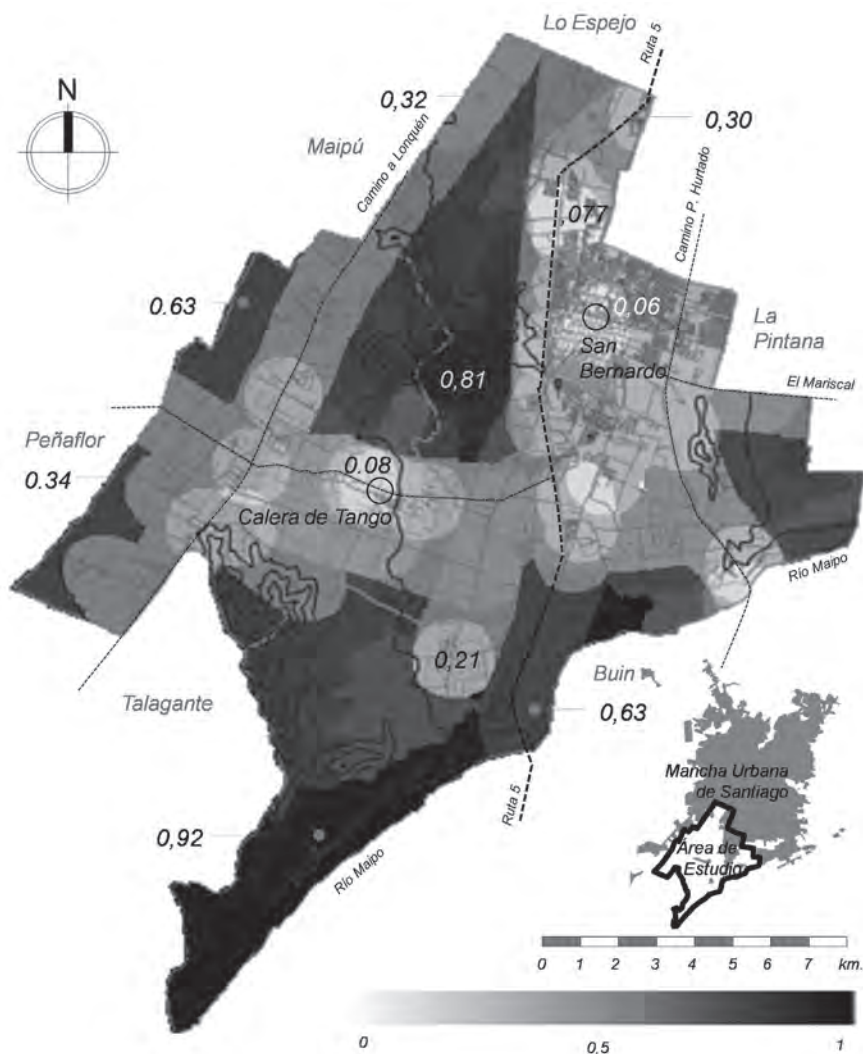 Lo Espejo
Ruta 5
N
0,32
0,30
Maipú
Camino a Lonquén
Camino P. Hurtado
,077
0.63
0,06
La
Pintana
San
Bernardo
0,81
El Mariscal
Peñaflor
0.34
0.08
Calera de Tango
Río Maipo
0,21
Buin
Talagante
0,63
Mancha Urbana
de Santiago
Ruta 5
0,92
Área de
Estudio
Río Maipo
0 1 2 3 4 5 6 7 km.
0 0.5 1